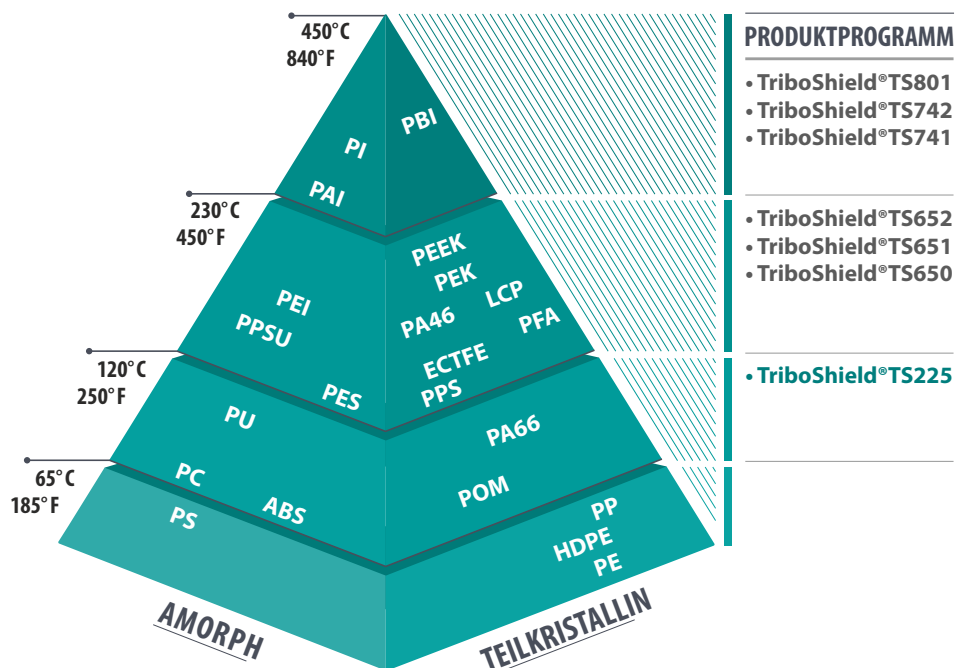 450°C
840°F
PRODUKTPROGRAMM
• TriboShield®TS801
• TriboShield®TS742
• TriboShield®TS741
PBI
PI
PAI
230°C
450°F
• TriboShield®TS652
• TriboShield®TS651
• TriboShield®TS650
PEEK
PEK
LCP
PEI
PA46
PFA
PPSU
ECTFE
PES
PPS
120°C
250°F
• TriboShield®TS225
PU
PA66
PC
POM
ABS
65°C
185°F
PS
PP
HDPE
PE
AMORPH
TEILKRISTALLIN